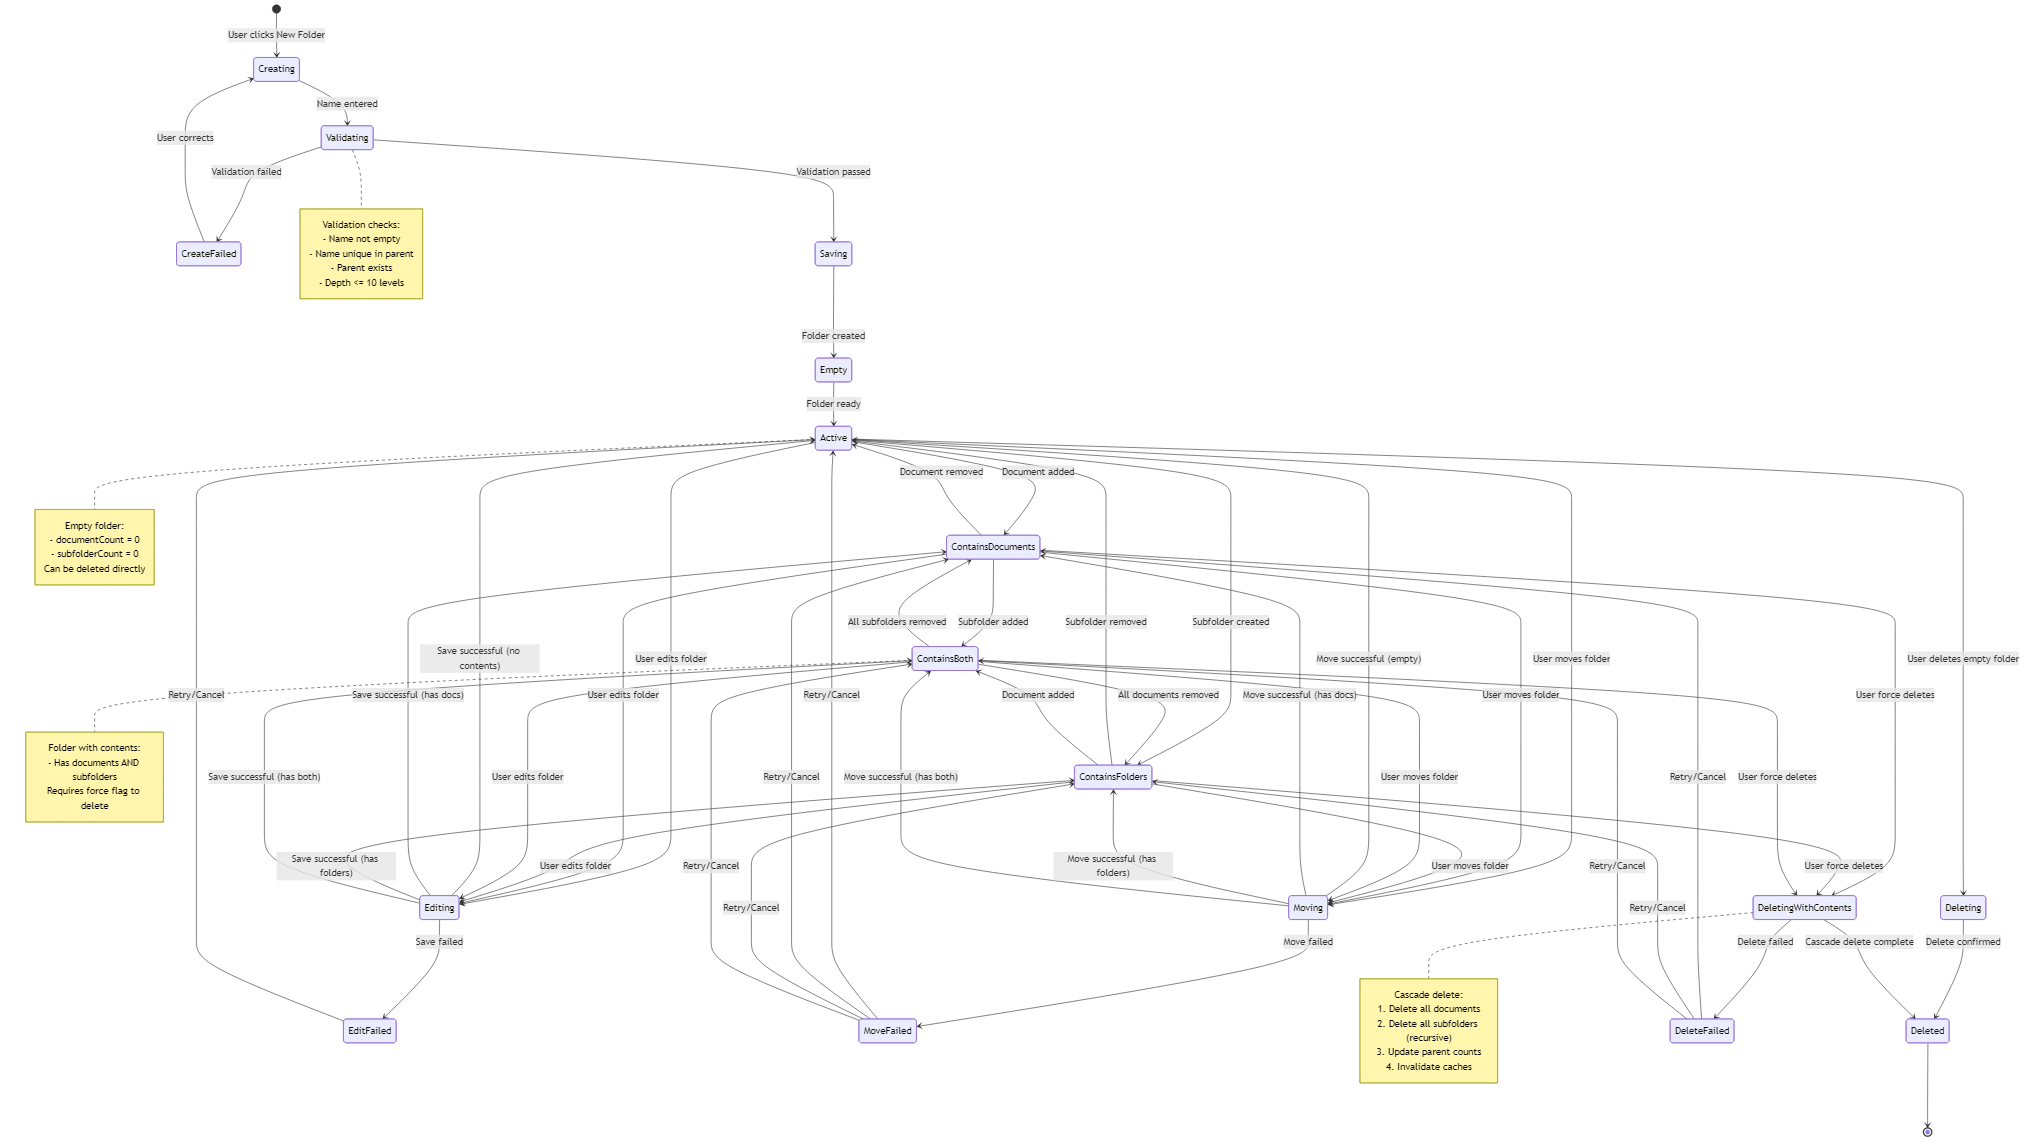 User clicks New Folder
Creating
Name entered
User corrects
Validating
Validation failed
Validation passed
Validation checks:
- Name not empty
- Name unique in parent
- Parent exists
- Depth <= 10 levels
CreateFailed
Saving
Folder created
Empty
Folder ready
Active
Document removed
Document added
Empty folder:
- documentCount = 0
- subfolderCount = 0
Can be deleted directly
ContainsDocuments
All subfolders removed
Subfolder added
Subfolder removed
Subfolder created
Save successful (no
contents)
User edits folder
ContainsBoth
Move successful (empty)
User moves folder
User deletes empty folder
Retry/Cancel
Save successful (has docs)
User edits folder
Retry/Cancel
Document added
All documents removed
Move successful (has docs)
User moves folder
User force deletes
Folder with contents:
- Has documents AND
subfolders
Requires force flag to
delete
Save successful (has both)
User edits folder
Retry/Cancel
Move successful (has both)
ContainsFolders
User moves folder
Retry/Cancel
User force deletes
Save successful (has
folders)
User edits folder
Retry/Cancel
Move successful (has
folders)
User moves folder
Retry/Cancel
User force deletes
Editing
Retry/Cancel
Moving
Retry/Cancel
DeletingWithContents
Deleting
Save failed
Move failed
Delete failed
Cascade delete complete
Delete confirmed
Cascade delete:
1. Delete all documents
2. Delete all subfolders
(recursive)
3. Update parent counts
4. Invalidate caches
EditFailed
MoveFailed
DeleteFailed
Deleted